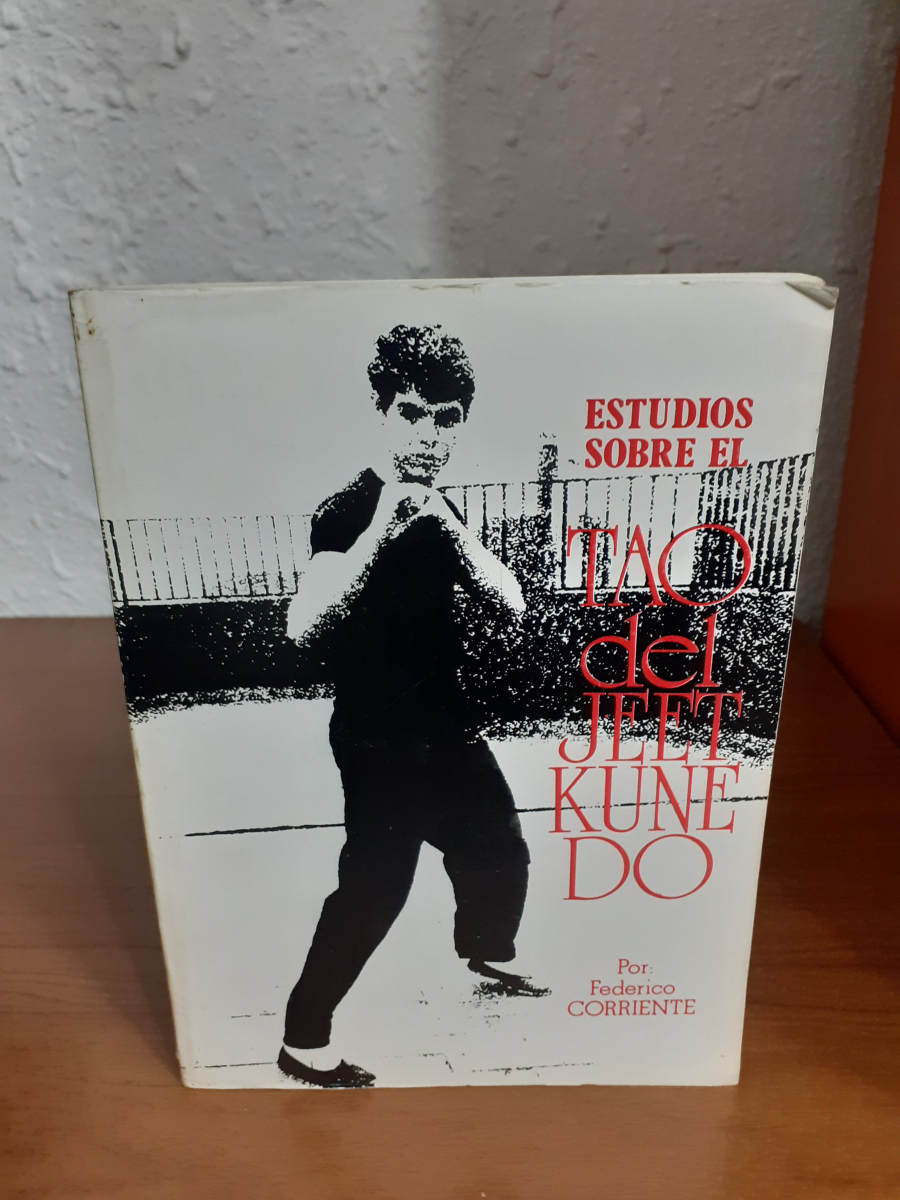 ESTUDIOS
SOBRE EL
TAO
del
JEET
KUNE
DO
Por:
Federico
CORRIENTE